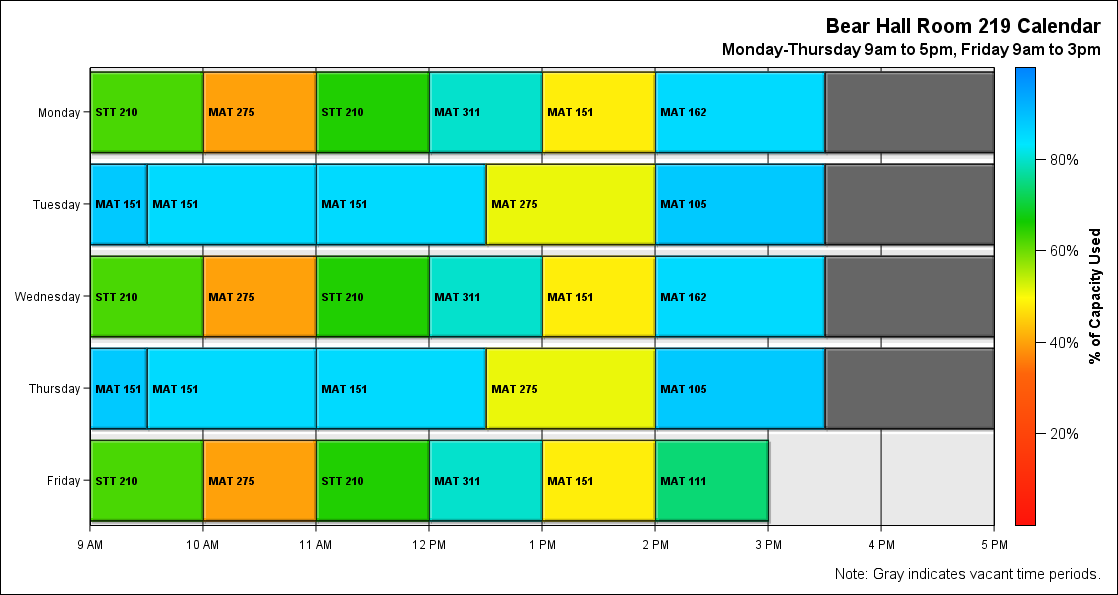 Bear Hall Room 219 Calendar
Monday-Thursday 9am to 5pm, Friday 9am to 3pm
Monday
STT 210
MAT 275
STT 210
MAT 311
MAT 151
MAT 162
Tuesday
MAT 151
MAT 151
MAT 151
MAT 275
MAT 105
Wednesday
STT 210
MAT 275
STT 210
MAT 311
MAT 151
MAT 162
Thursday
MAT 151
MAT 151
MAT 151
MAT 275
MAT 105
Friday
STT 210
MAT 275
STT 210
MAT 311
MAT 151
MAT 111
9 AM
10 AM
11 AM
12 PM
1 PM
2 PM
3 PM
4 PM
5 PM
80%
60%
40%
20%
% of Capacity Used
Note: Gray indicates vacant time periods.